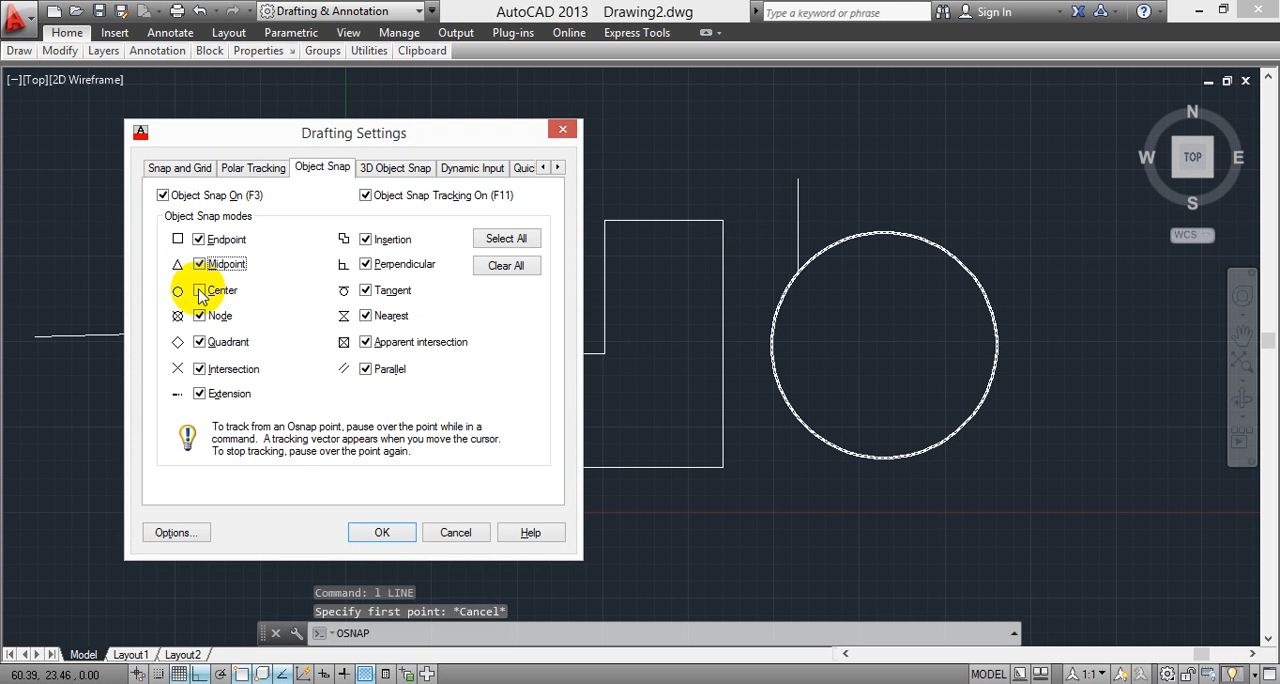 Drafting & Annotation
AutoCAD 2013 Drawing2.dwg
Type a keyword or phrase
Sign In
Home Insert Annotate Layout Parametric View Manage Output Plug-ins Online Express Tools
Draw Modify Layers Annotation Block Properties Groups Utilities Clipboard
[−][Top][2D Wireframe]
N
W TOP E
S
WCS
Drafting Settings
Snap and Grid Polar Tracking Object Snap 3D Object Snap Dynamic Input Quic
Object Snap On (F3) Object Snap Tracking On (F11)
Object Snap modes
Endpoint Insertion Select All
Midpoint Perpendicular Clear All
Center Tangent
Node Nearest
Quadrant Apparent intersection
Intersection Parallel
Extension
To track from an Osnap point, pause over the point while in a
command. A tracking vector appears when you move the cursor.
To stop tracking, pause over the point again.
Options... OK Cancel Help
Command: l LINE
Specify first point: *Cancel*
OSNAP
Model Layout1 Layout2
60.39, 23.46, 0.00 MODEL 1:1